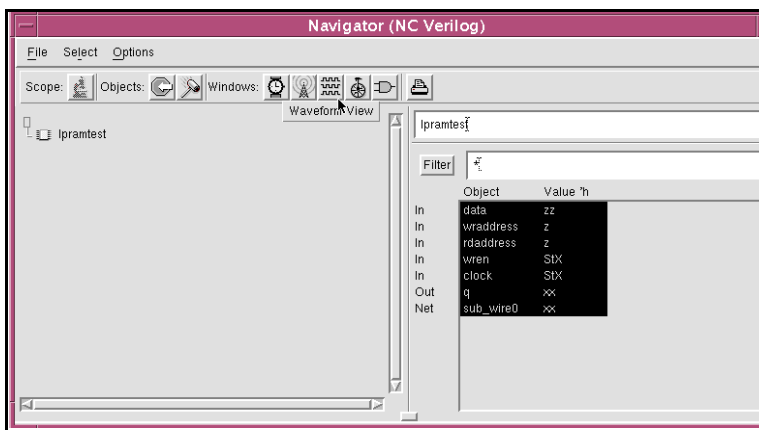 Navigator (NC Verilog)
File Select Options
Scope: Objects: Windows:
Waveform View
lpramtest
lpramtest
Filter *
Object Value 'h
In data zz
In wraddress z
In rdaddress z
In wren StX
In clock StX
Out q xx
Net sub_wire0 xx